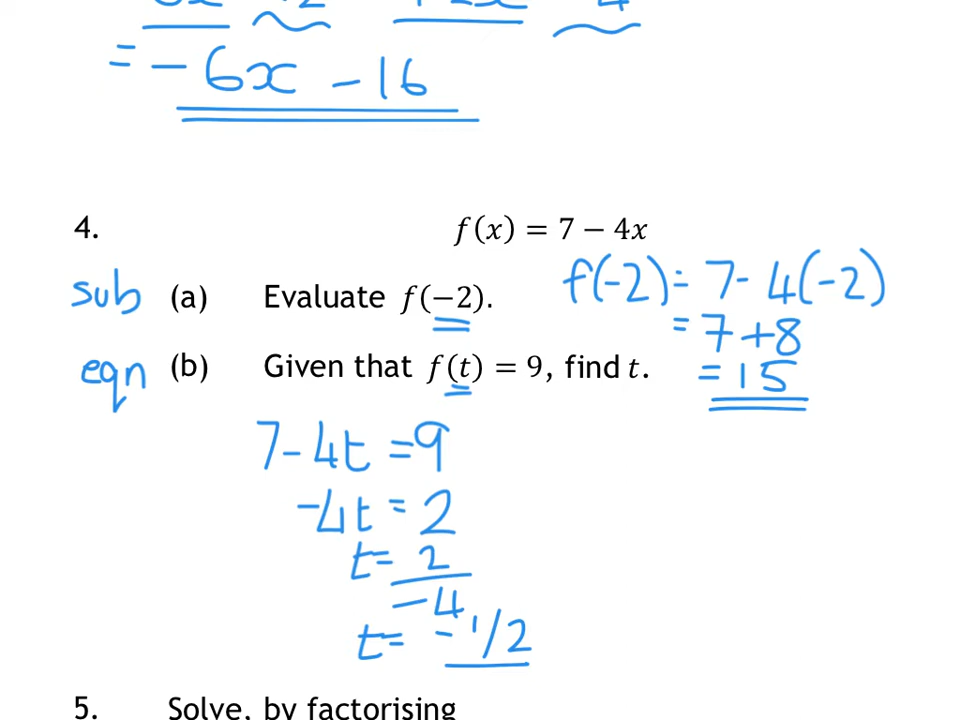 = -6x -16
4. f(x) = 7 − 4x
sub (a) Evaluate f(−2). f(-2) = 7 - 4(-2)
= 7 + 8
eqn (b) Given that f(t) = 9, find t. = 15
7 - 4t = 9
-4t = 2
t = 2/-4
t = -1/2
5. Solve, by factorising